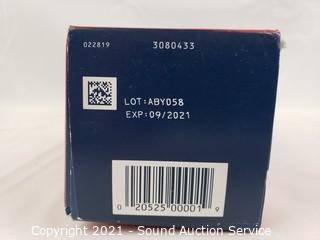 022819 3080433
LOT:ABY058
EXP:09/2021
0 20525 00001 9
Copyright 2021 - Sound Auction Service